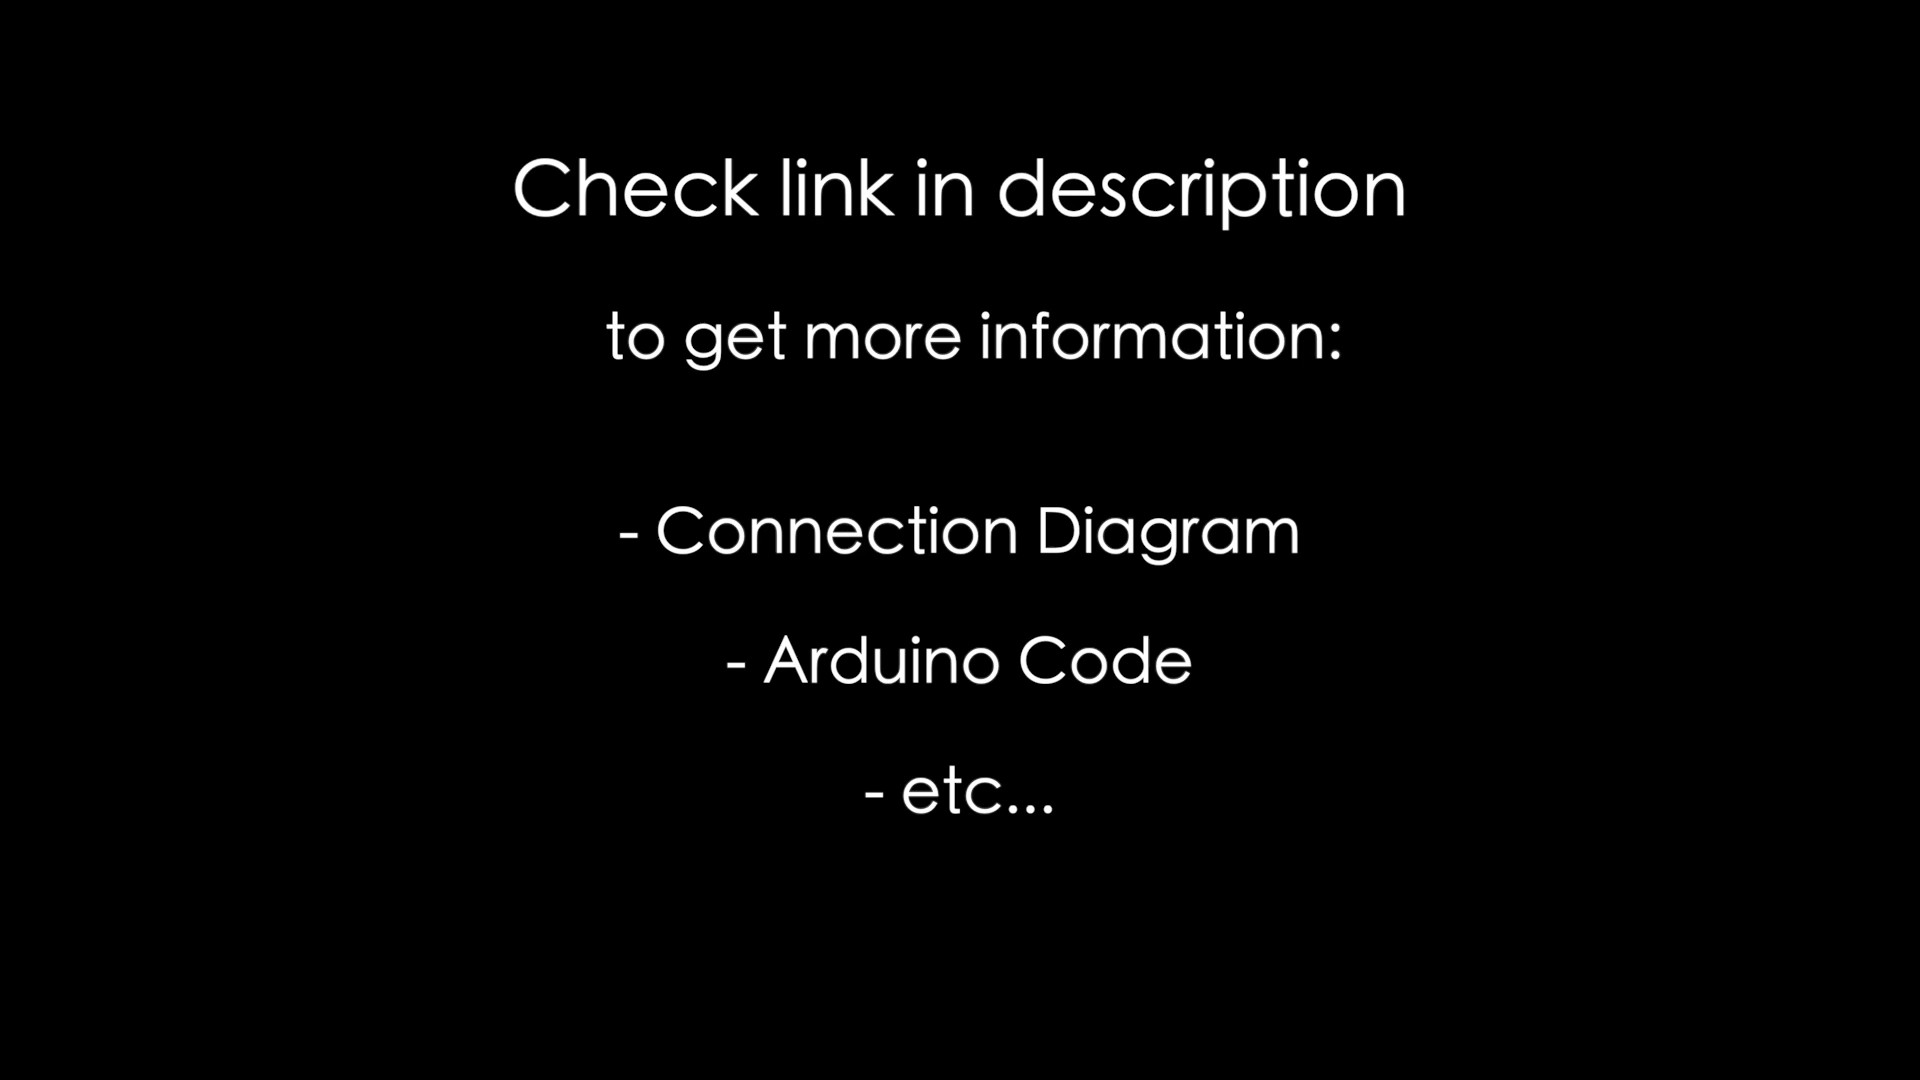 Check link in description
to get more information:
- Connection Diagram
- Arduino Code
- etc...